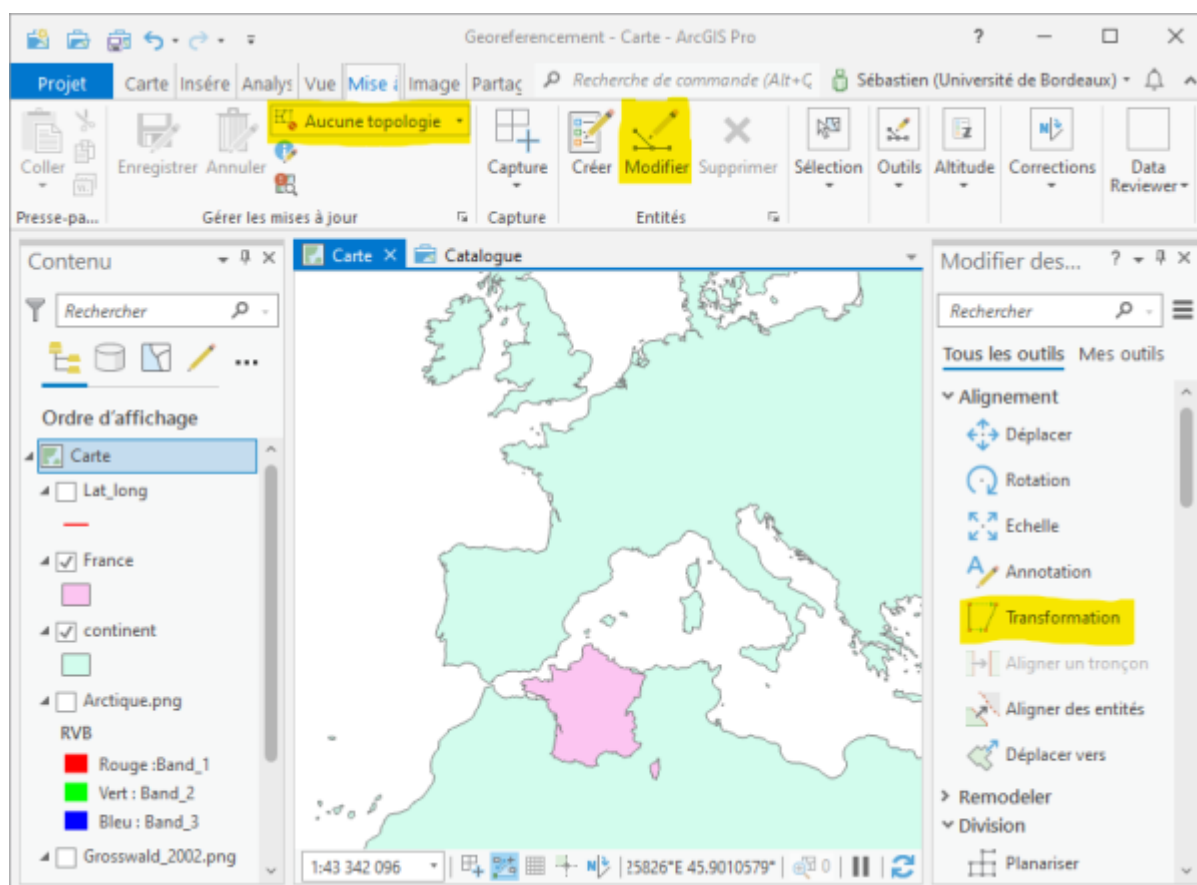 Georeferencement - Carte - ArcGIS Pro
?
Projet Carte Insére Analys Vue Mise à Image Partag Recherche de commande (Alt+Q Sébastien (Université de Bordeaux)
Aucune topologie
Coller Enregistrer Annuler Capture Créer Modifier Supprimer Sélection Outils Altitude Corrections Data Reviewer
Presse-pa... Gérer les mises à jour Capture Entités
Contenu
Rechercher
Ordre d'affichage
Carte
Lat_long
France
continent
Arctique.png
RVB
Rouge :Band_1
Vert : Band_2
Bleu : Band_3
Grosswald_2002.png
Carte Catalogue
1:43 342 096 25826°E 45.9010579° 0
Modifier des... ?
Rechercher
Tous les outils Mes outils
Alignement
Déplacer
Rotation
Echelle
Annotation
Transformation
Aligner un tronçon
Aligner des entités
Déplacer vers
Remodeler
Division
Planariser